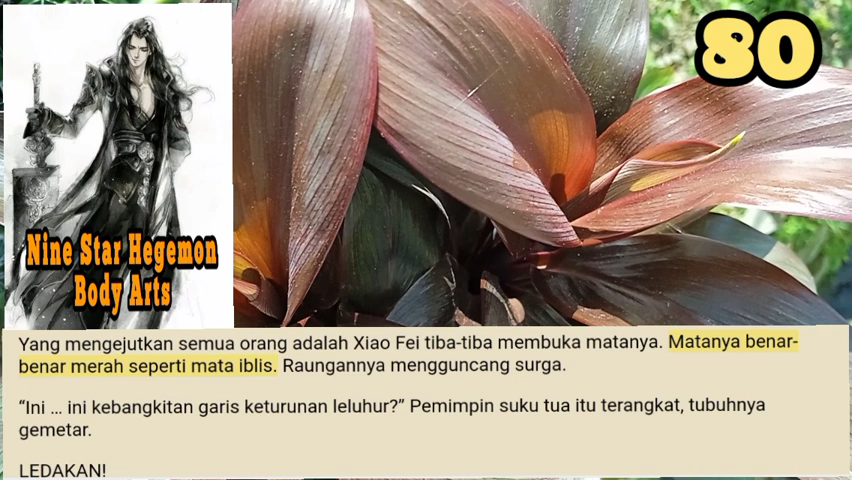 80
Nine Star Hegemon
Body Arts
Yang mengejutkan semua orang adalah Xiao Fei tiba-tiba membuka matanya. Matanya benar-
benar merah seperti mata iblis. Raungannya mengguncang surga.
“Ini ... ini kebangkitan garis keturunan leluhur?” Pemimpin suku tua itu terangkat, tubuhnya
gemetar.
LEDAKAN!